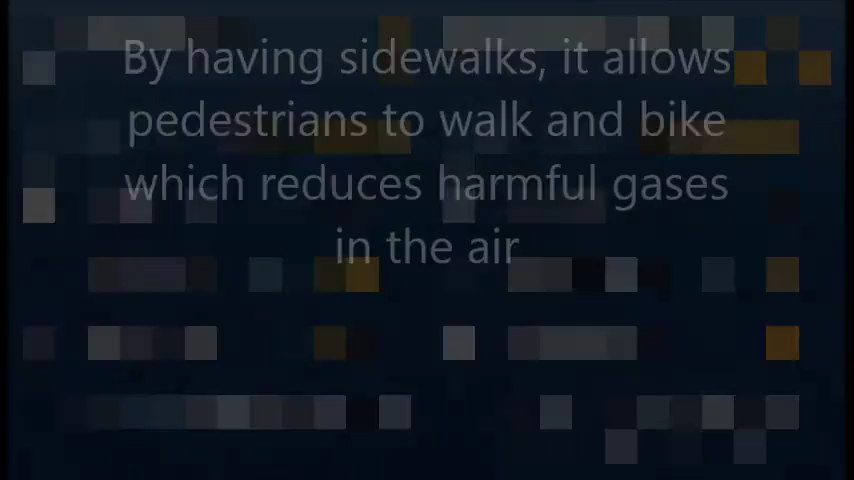 By having sidewalks, it allows
pedestrians to walk and bike
which reduces harmful gases
in the air